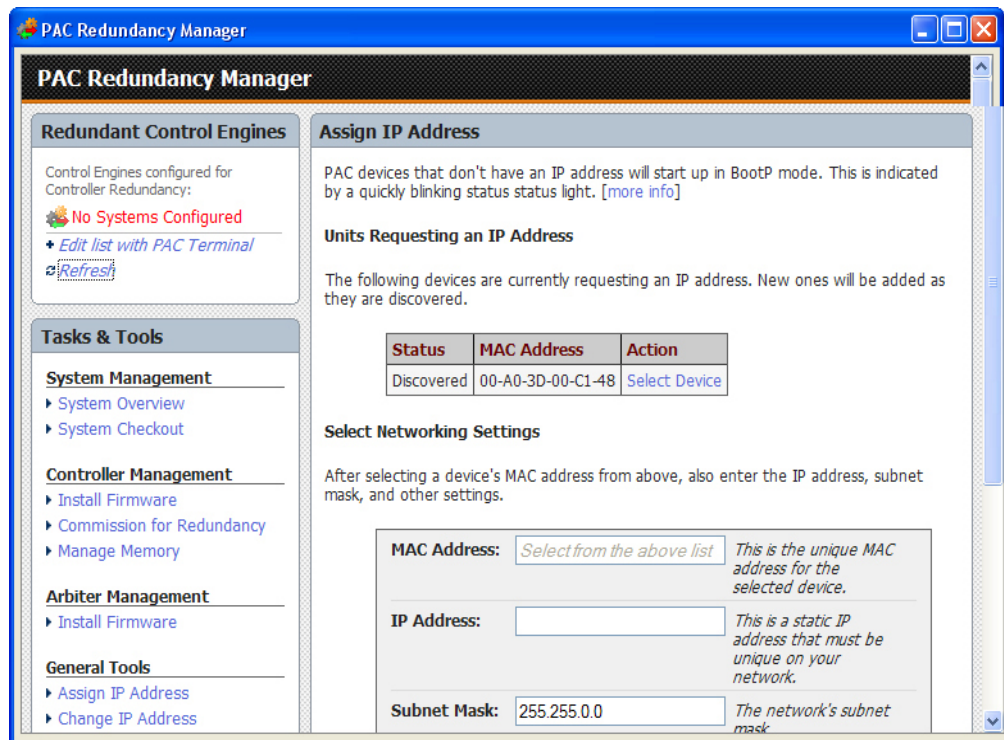 PAC Redundancy Manager
PAC Redundancy Manager
Redundant Control Engines
Control Engines configured for
Controller Redundancy:
No Systems Configured
Edit list with PAC Terminal
Refresh
Tasks & Tools
System Management
System Overview
System Checkout
Controller Management
Install Firmware
Commission for Redundancy
Manage Memory
Arbiter Management
Install Firmware
General Tools
Assign IP Address
Change IP Address
Assign IP Address
PAC devices that don't have an IP address will start up in BootP mode. This is indicated
by a quickly blinking status status light. [more info]
Units Requesting an IP Address
The following devices are currently requesting an IP address. New ones will be added as
they are discovered.
Status MAC Address Action
Discovered 00-A0-3D-00-C1-48 Select Device
Select Networking Settings
After selecting a device's MAC address from above, also enter the IP address, subnet
mask, and other settings.
MAC Address: Select from the above list This is the unique MAC
address for the
selected device.
IP Address: This is a static IP
address that must be
unique on your
network.
Subnet Mask: 255.255.0.0 The network's subnet
mask